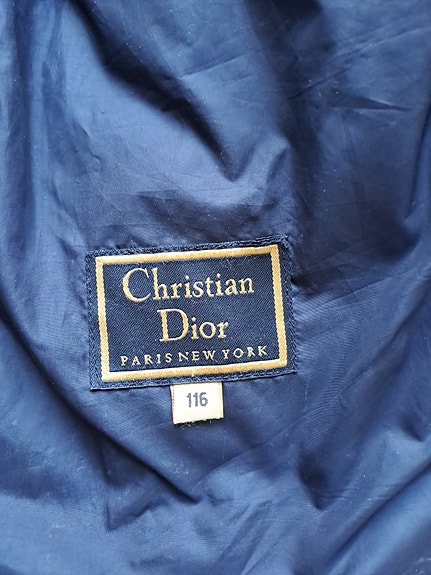 Christian
Dior
PARIS NEW YORK
116